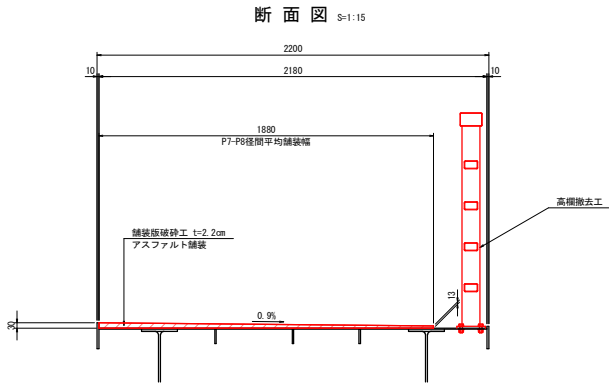 断面図 S=1:15
2200
10 2180 10
1880
P7-P8径間平均舗装幅
高欄撤去工
舗装版破砕工 t=2.2cm
アスファルト舗装
13
0.9%
30